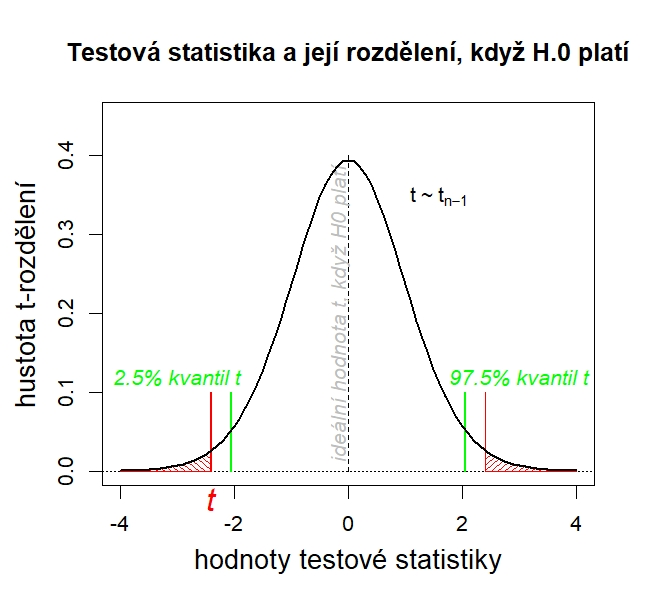 Testová statistika a její rozdělení, když H.0 platí
hustota t-rozdělení
0.4
0.3
0.2
0.1
0.0
ideální hodnota t, když H0 platí
t ~ tn−1
2.5% kvantil t
97.5% kvantil t
t
-4
-2
0
2
4
hodnoty testové statistiky